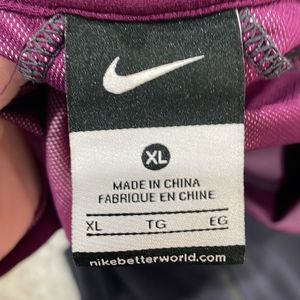 XL
MADE IN CHINA
FABRIQUE EN CHINE
XL TG EG
nikebetterworld.com